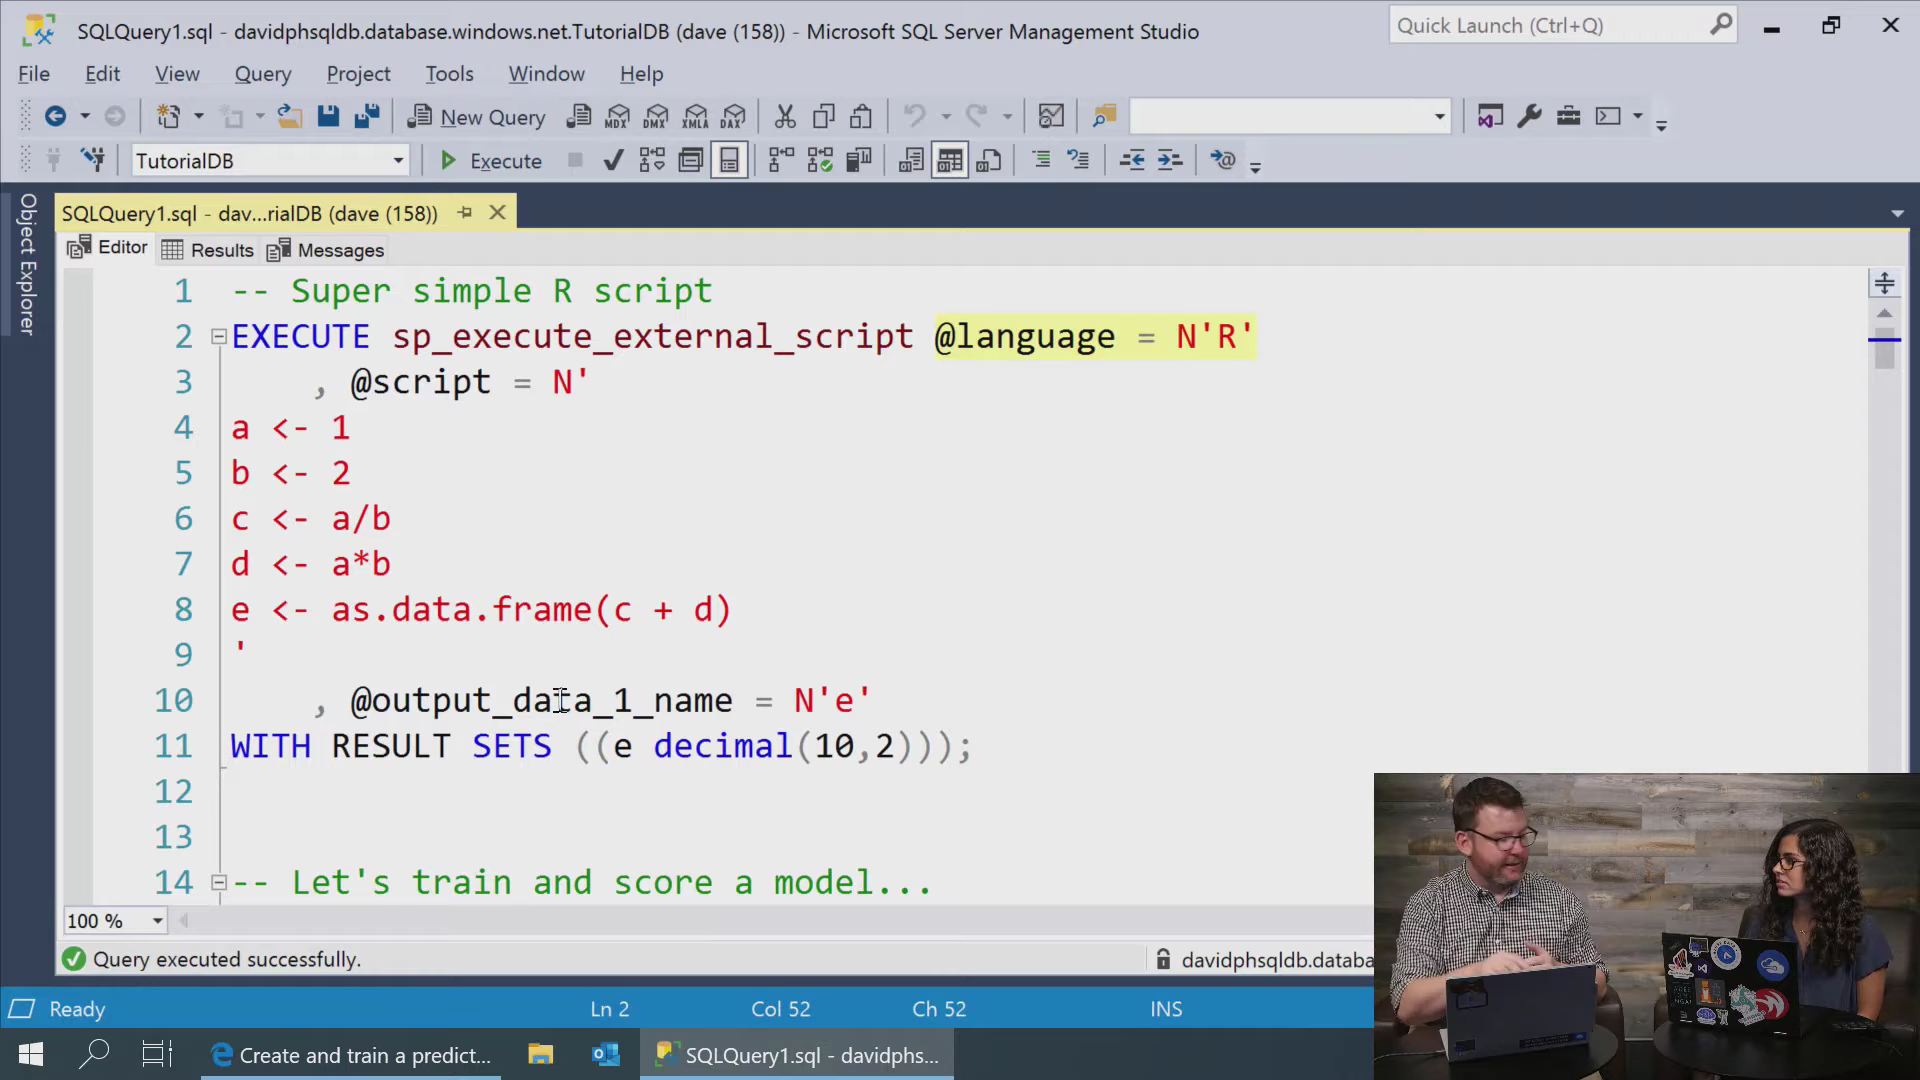 SQLQuery1.sql - davidphsqldb.database.windows.net.TutorialDB (dave (158)) - Microsoft SQL Server Management Studio
Quick Launch (Ctrl+Q)
File Edit View Query Project Tools Window Help
New Query MDX DMX XMLA DAX
TutorialDB Execute
Object Explorer
SQLQuery1.sql - dav...rialDB (dave (158))
Editor Results Messages
1 -- Super simple R script
2 EXECUTE sp_execute_external_script @language = N'R'
3 , @script = N'
4 a <- 1
5 b <- 2
6 c <- a/b
7 d <- a*b
8 e <- as.data.frame(c + d)
9 '
10 , @output_data_1_name = N'e'
11 WITH RESULT SETS ((e decimal(10,2)));
12
13
14 -- Let's train and score a model...
100 %
Query executed successfully. davidphsqldb.databa
Ready Ln 2 Col 52 Ch 52 INS
Create and train a predict... SQLQuery1.sql - davidphs...